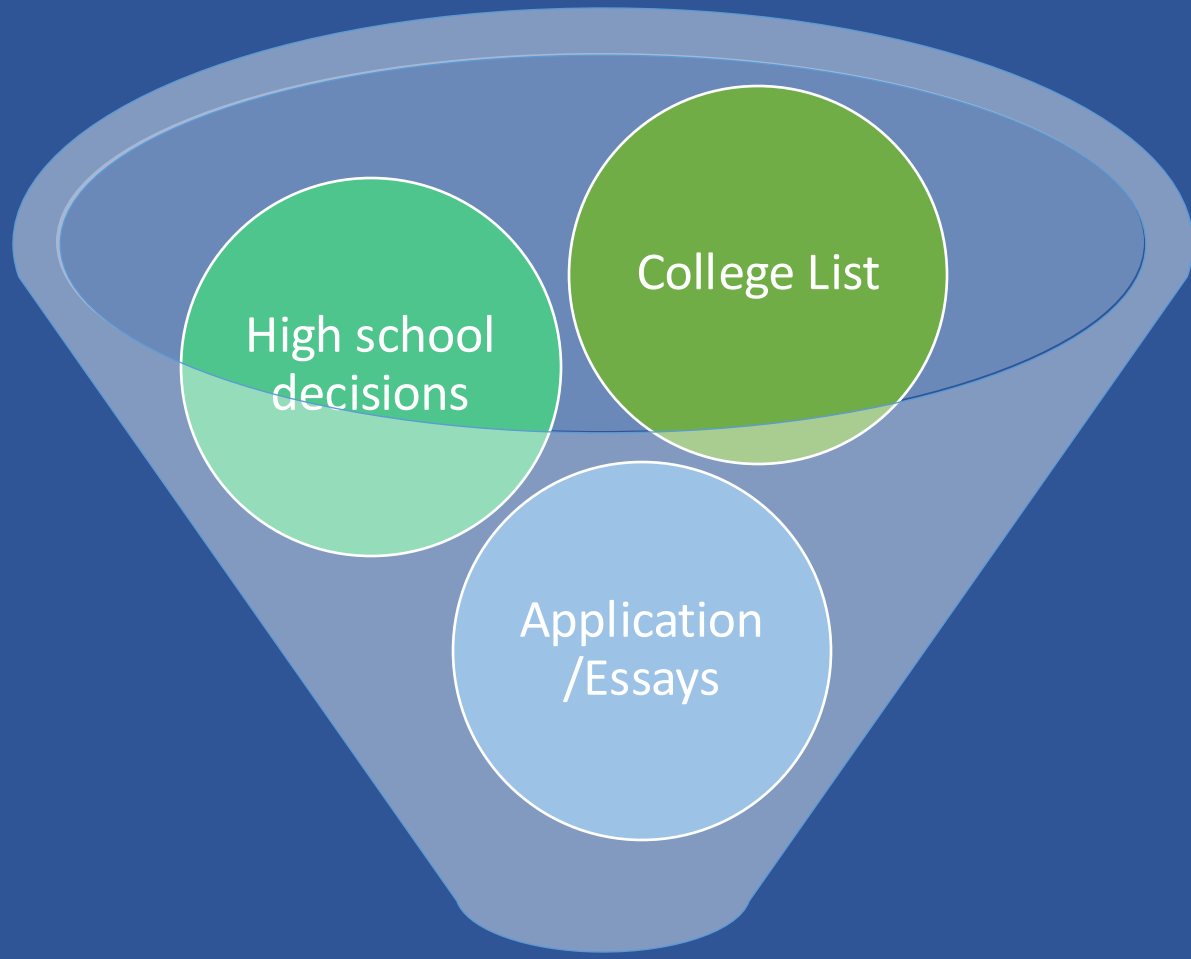 College List
High school
decisions
Application
/Essays